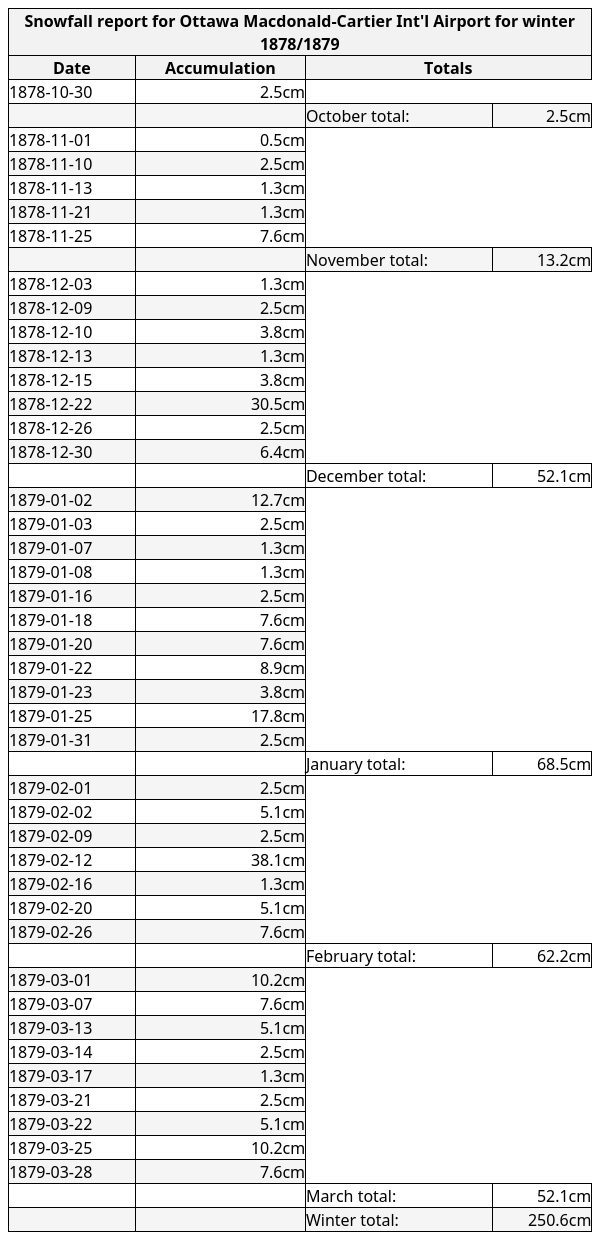 Snowfall report for Ottawa Macdonald-Cartier Int'l Airport for winter
1878/1879
Date Accumulation Totals
1878-10-30 2.5cm
October total: 2.5cm
1878-11-01 0.5cm
1878-11-10 2.5cm
1878-11-13 1.3cm
1878-11-21 1.3cm
1878-11-25 7.6cm
November total: 13.2cm
1878-12-03 1.3cm
1878-12-09 2.5cm
1878-12-10 3.8cm
1878-12-13 1.3cm
1878-12-15 3.8cm
1878-12-22 30.5cm
1878-12-26 2.5cm
1878-12-30 6.4cm
December total: 52.1cm
1879-01-02 12.7cm
1879-01-03 2.5cm
1879-01-07 1.3cm
1879-01-08 1.3cm
1879-01-16 2.5cm
1879-01-18 7.6cm
1879-01-20 7.6cm
1879-01-22 8.9cm
1879-01-23 3.8cm
1879-01-25 17.8cm
1879-01-31 2.5cm
January total: 68.5cm
1879-02-01 2.5cm
1879-02-02 5.1cm
1879-02-09 2.5cm
1879-02-12 38.1cm
1879-02-16 1.3cm
1879-02-20 5.1cm
1879-02-26 7.6cm
February total: 62.2cm
1879-03-01 10.2cm
1879-03-07 7.6cm
1879-03-13 5.1cm
1879-03-14 2.5cm
1879-03-17 1.3cm
1879-03-21 2.5cm
1879-03-22 5.1cm
1879-03-25 10.2cm
1879-03-28 7.6cm
March total: 52.1cm
Winter total: 250.6cm